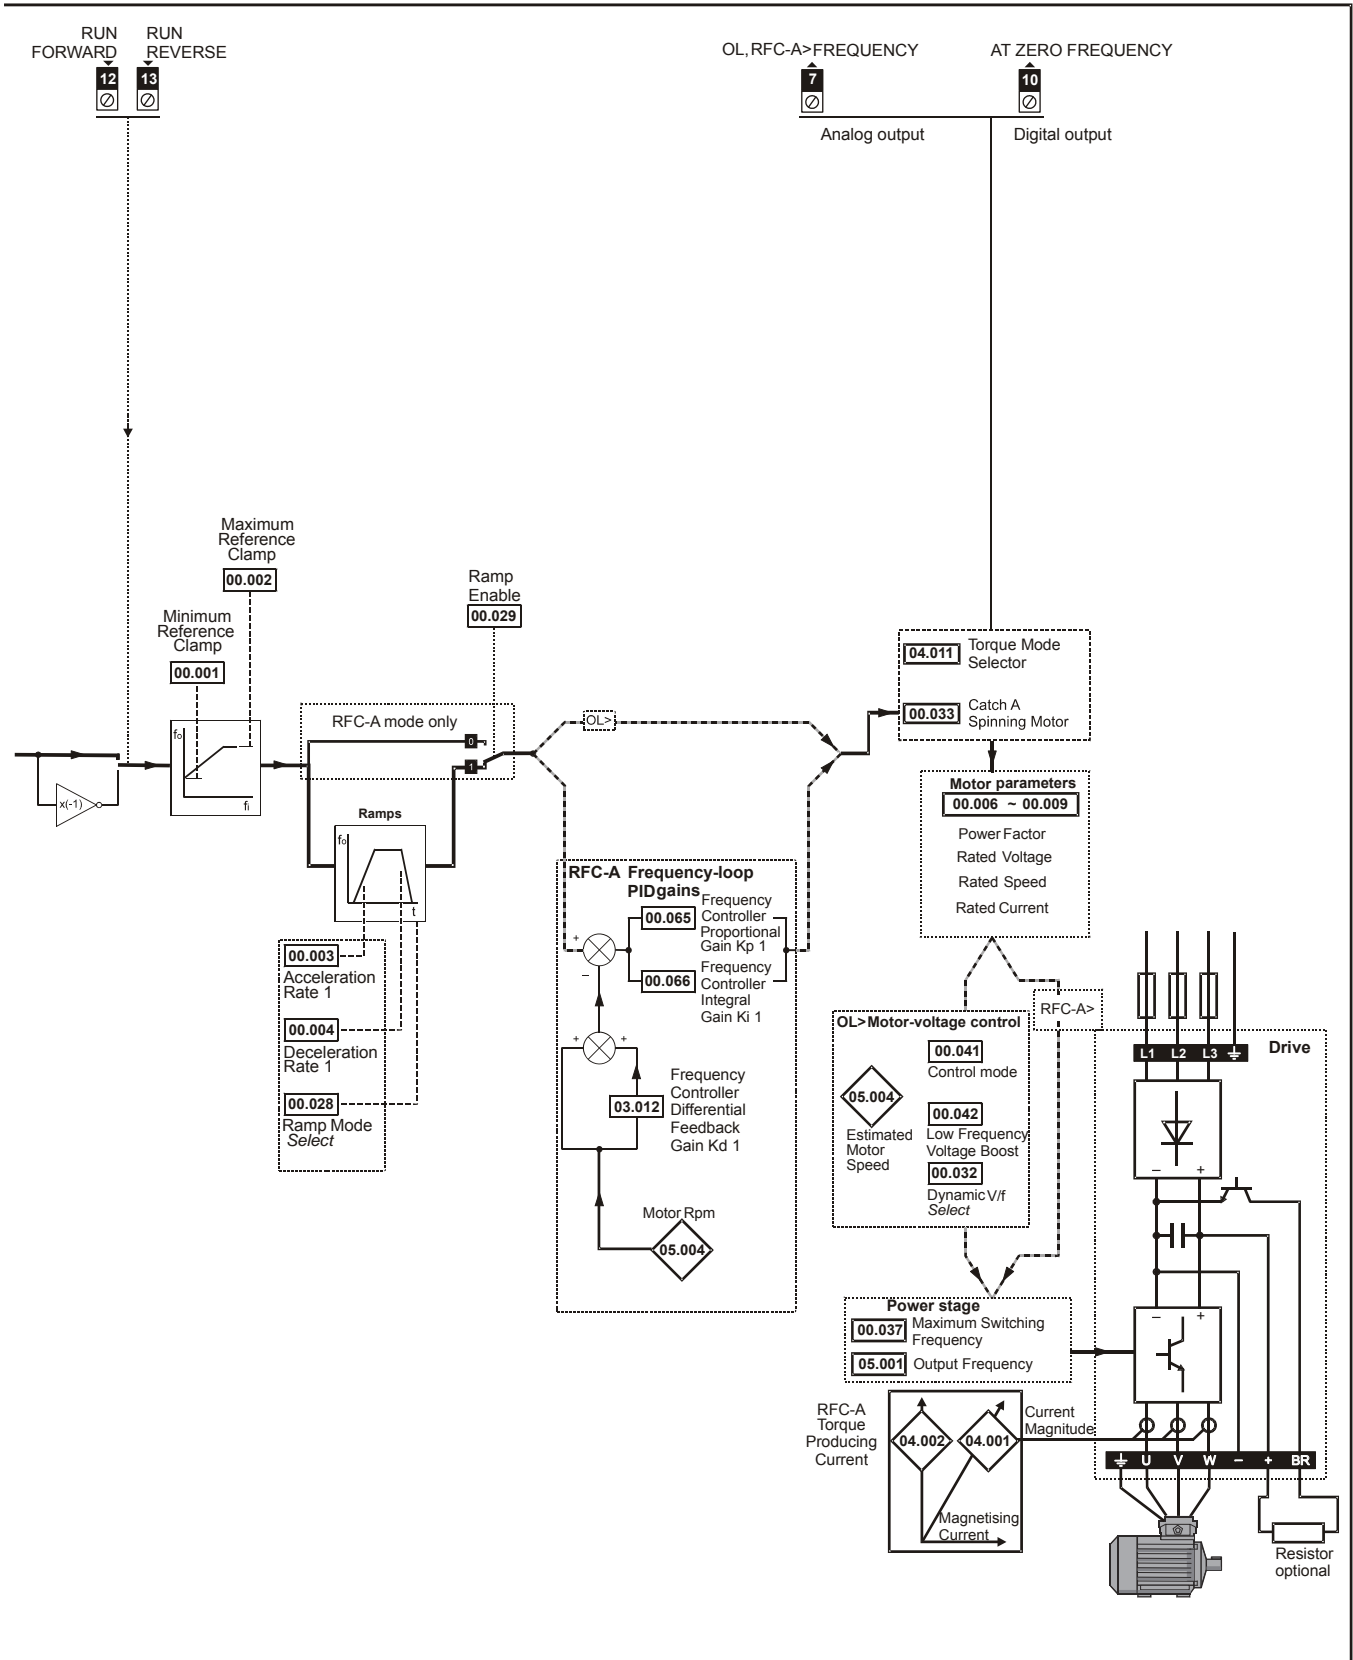 RUN
FORWARD
RUN
REVERSE
12
13
OL, RFC-A>FREQUENCY
AT ZERO FREQUENCY
7
10
Analog output
Digital output
Maximum
Reference
Clamp
00.002
Minimum
Reference
Clamp
00.001
Ramp
Enable
00.029
04.011
Torque Mode
Selector
00.033
Catch A
Spinning Motor
RFC-A mode only
0
1
OL>
fo
fi
x(-1)
Ramps
fo
t
Motor parameters
00.006 ~ 00.009
Power Factor
Rated Voltage
Rated Speed
Rated Current
RFC-A Frequency-loop
PID gains
00.065
Frequency
Controller
Proportional
Gain Kp 1
+
–
00.066
Frequency
Controller
Integral
Gain Ki 1
00.003
Acceleration
Rate 1
00.004
Deceleration
Rate 1
00.028
Ramp Mode
Select
+
+
03.012
Frequency
Controller
Differential
Feedback
Gain Kd 1
Motor Rpm
05.004
RFC-A>
OL>Motor-voltage control
00.041
Control mode
05.004
Estimated
Motor
Speed
00.042
Low Frequency
Voltage Boost
00.032
Dynamic V/f
Select
L1
L2
L3
Drive
–
+
Power stage
00.037
Maximum Switching
Frequency
05.001
Output Frequency
–
+
RFC-A
Torque
Producing
Current
04.002
04.001
Current
Magnitude
Magnetising
Current
U
V
W
–
+
BR
Resistor
optional